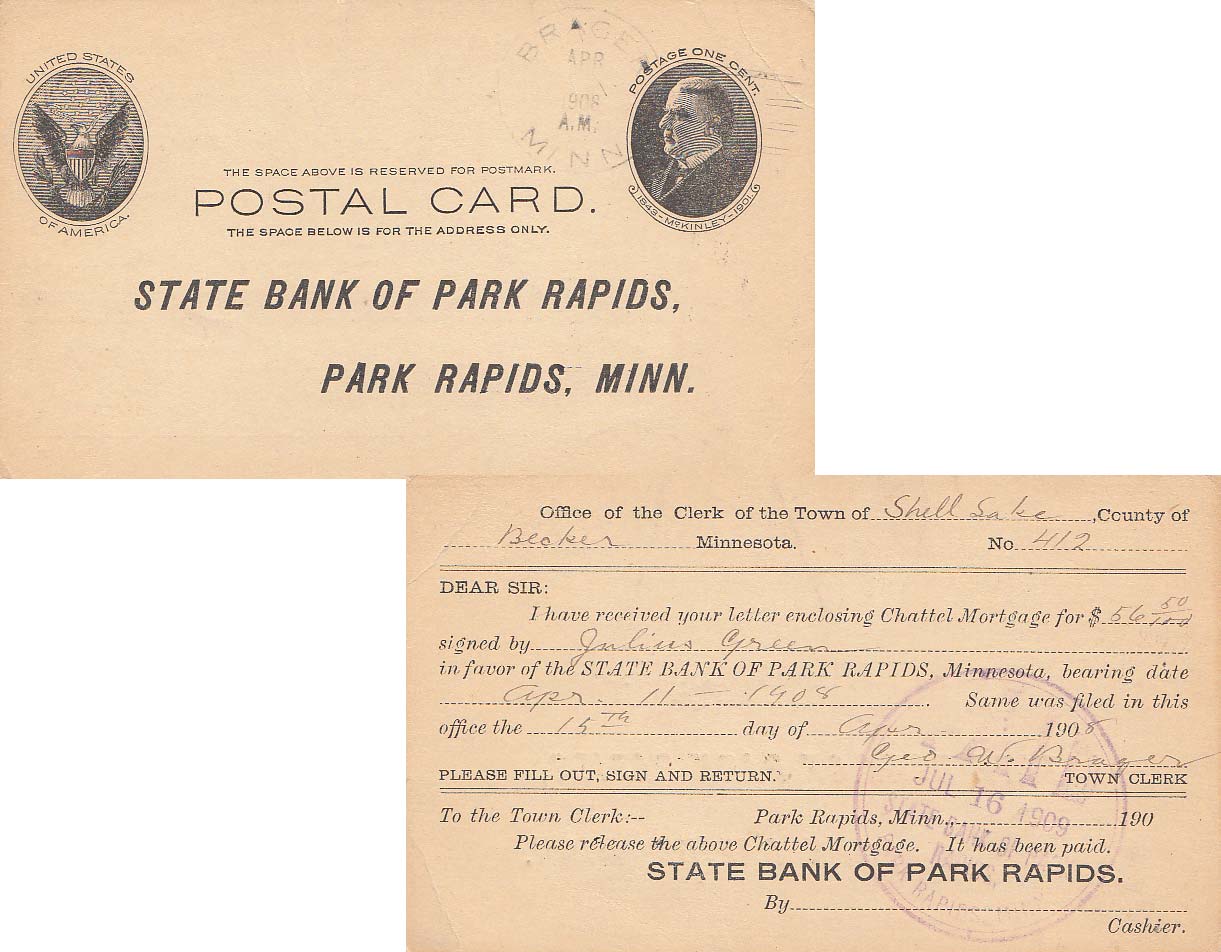 UNITED STATES
OF AMERICA.
BRAGE
APR
908
A.M.
MINN
POSTAGE ONE CENT.
1843-McKINLEY-1901.
THE SPACE ABOVE IS RESERVED FOR POSTMARK.
POSTAL CARD.
THE SPACE BELOW IS FOR THE ADDRESS ONLY.
STATE BANK OF PARK RAPIDS,
PARK RAPIDS, MINN.
Office of the Clerk of the Town of Shell Lake, County of
Becker Minnesota. No. 412
DEAR SIR:
I have received your letter enclosing Chattel Mortgage for $ 56 50/100
signed by Julius Green
in favor of the STATE BANK OF PARK RAPIDS, Minnesota, bearing date
Apr 11 - 1908. Same was filed in this
office the 15th day of Apr 1908
Geo W. Brager
PLEASE FILL OUT, SIGN AND RETURN. TOWN CLERK
JUL 16 1909
STATE BANK OF
To the Town Clerk:-- Park Rapids, Minn., 190
Please release the above Chattel Mortgage. It has been paid.
STATE BANK OF PARK RAPIDS.
By
Cashier.